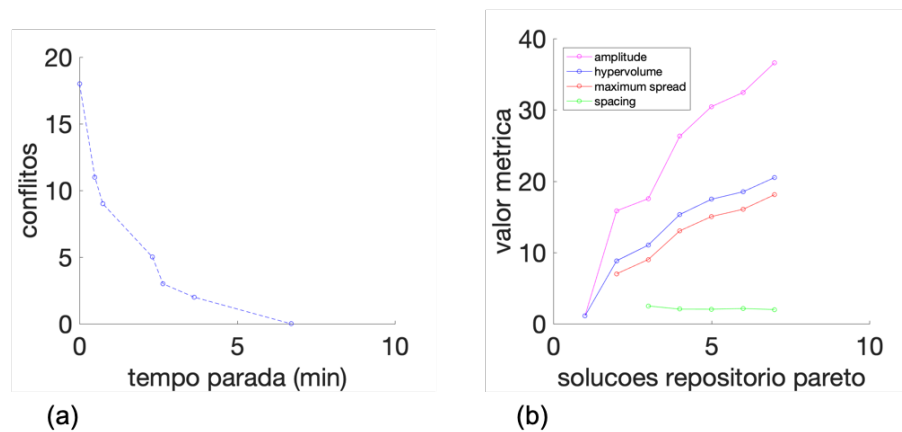 20
15
10
5
0
conflitos
0
5
10
tempo parada (min)
(a)
40
30
20
10
0
valor metrica
amplitude
hypervolume
maximum spread
spacing
0
5
10
solucoes repositorio pareto
(b)